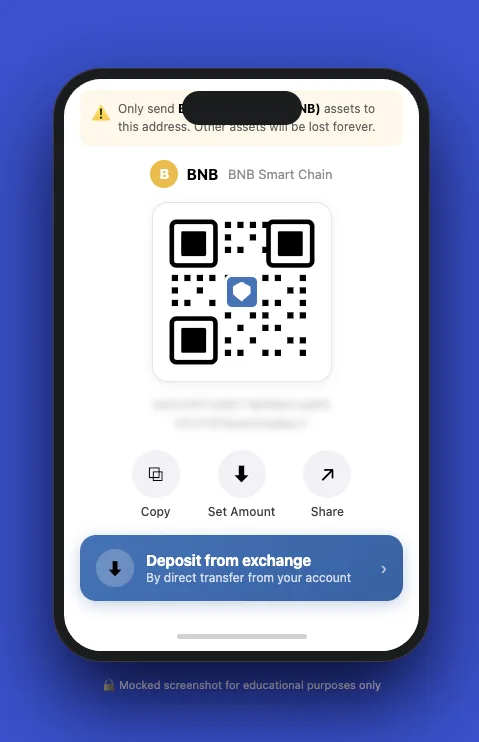 Only send B NB) assets to
this address. Other assets will be lost forever.
B BNB BNB Smart Chain
Copy Set Amount Share
Deposit from exchange
By direct transfer from your account
Mocked screenshot for educational purposes only